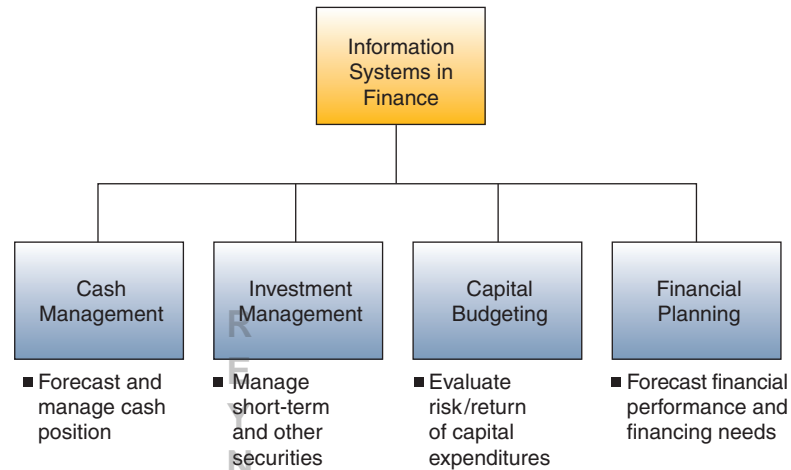 Information
Systems in
Finance
Cash
Management
Investment
Management
Capital
Budgeting
Financial
Planning
■ Forecast and
manage cash
position
■ Manage
short-term
and other
securities
■ Evaluate
risk/return
of capital
expenditures
■ Forecast financial
performance and
financing needs
R
E
Y
N